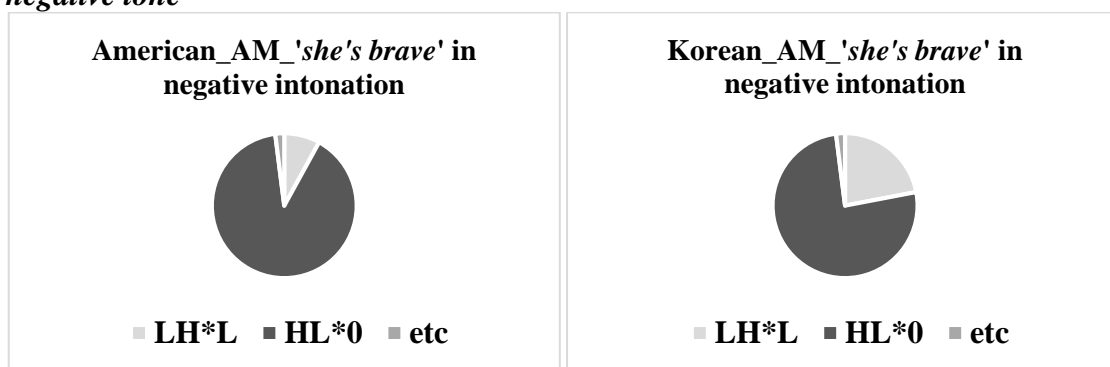 negative tone
American_AM_'she's brave' in
negative intonation
LH*L HL*0 etc
Korean_AM_'she's brave' in
negative intonation
LH*L HL*0 etc